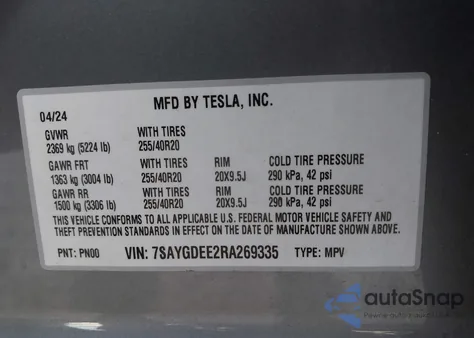 MFD BY TESLA, INC.
04/24
GVWR WITH TIRES
2369 kg (5224 lb) 255/40R20
GAWR FRT WITH TIRES RIM COLD TIRE PRESSURE
1363 kg (3004 lb) 255/40R20 20X9.5J 290 kPa, 42 psi
GAWR RR WITH TIRES RIM COLD TIRE PRESSURE
1500 kg (3306 lb) 255/40R20 20X9.5J 290 kPa, 42 psi
THIS VEHICLE CONFORMS TO ALL APPLICABLE U.S. FEDERAL MOTOR VEHICLE SAFETY AND
THEFT PREVENTION STANDARDS IN EFFECT ON THE DATE OF MANUFACTURE SHOWN ABOVE.
PNT: PN00 VIN: 7SAYGDEE2RA269335 TYPE: MPV
autoSnap